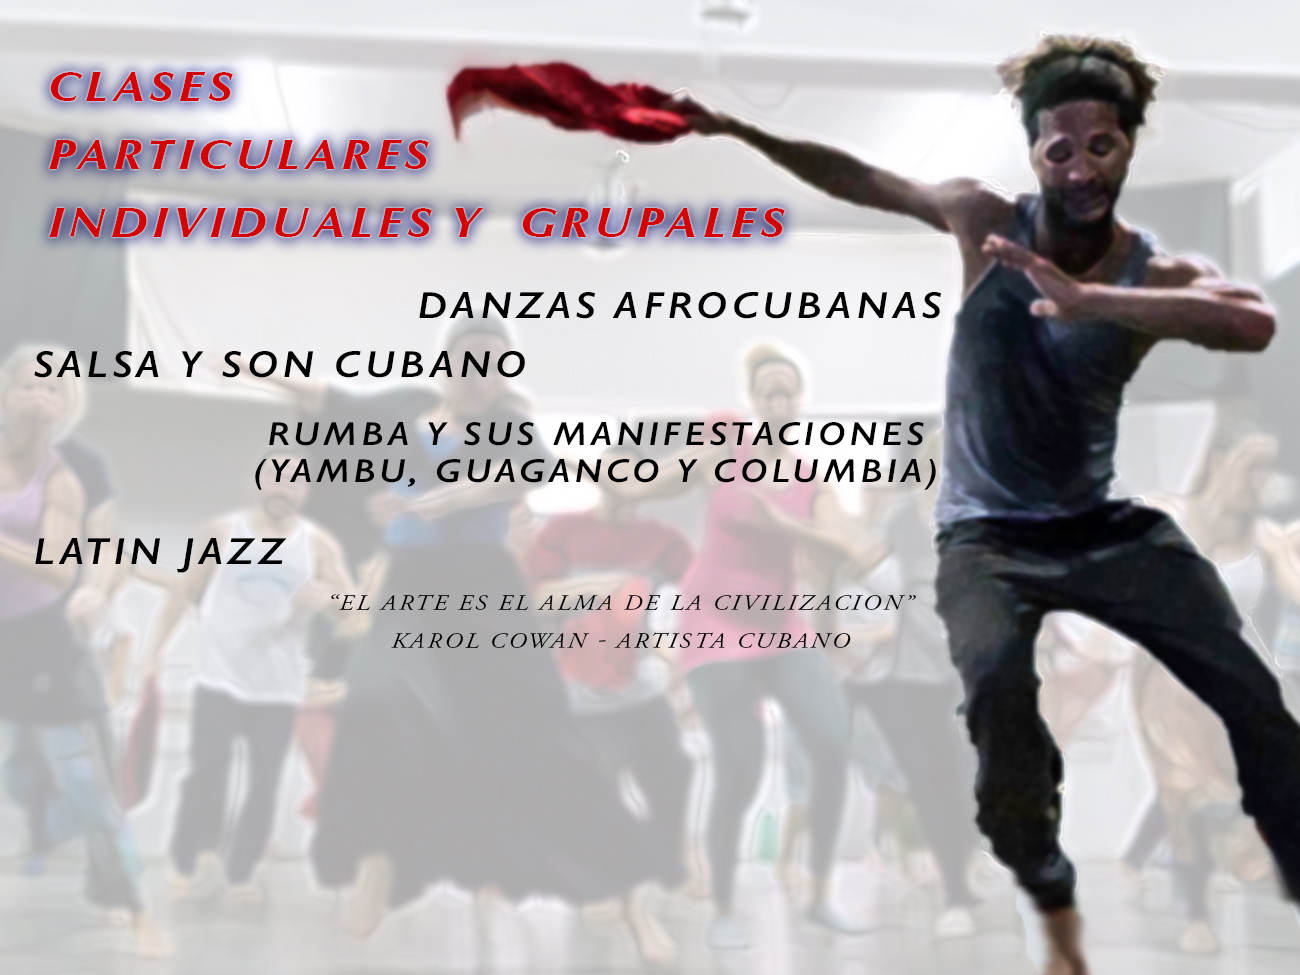 CLASES
PARTICULARES
INDIVIDUALES Y GRUPALES
DANZAS AFROCUBANAS
SALSA Y SON CUBANO
RUMBA Y SUS MANIFESTACIONES
(YAMBU, GUAGANCO Y COLUMBIA)
LATIN JAZZ
“EL ARTE ES EL ALMA DE LA CIVILIZACION”
KAROL COWAN - ARTISTA CUBANO